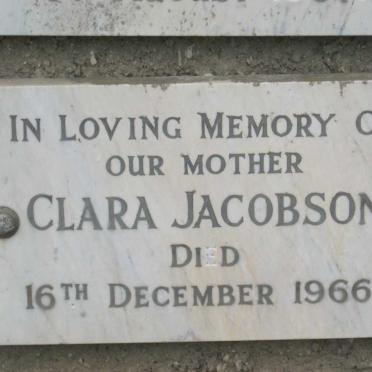 IN LOVING MEMORY O
OUR MOTHER
CLARA JACOBSON
DIED
16TH DECEMBER 1966